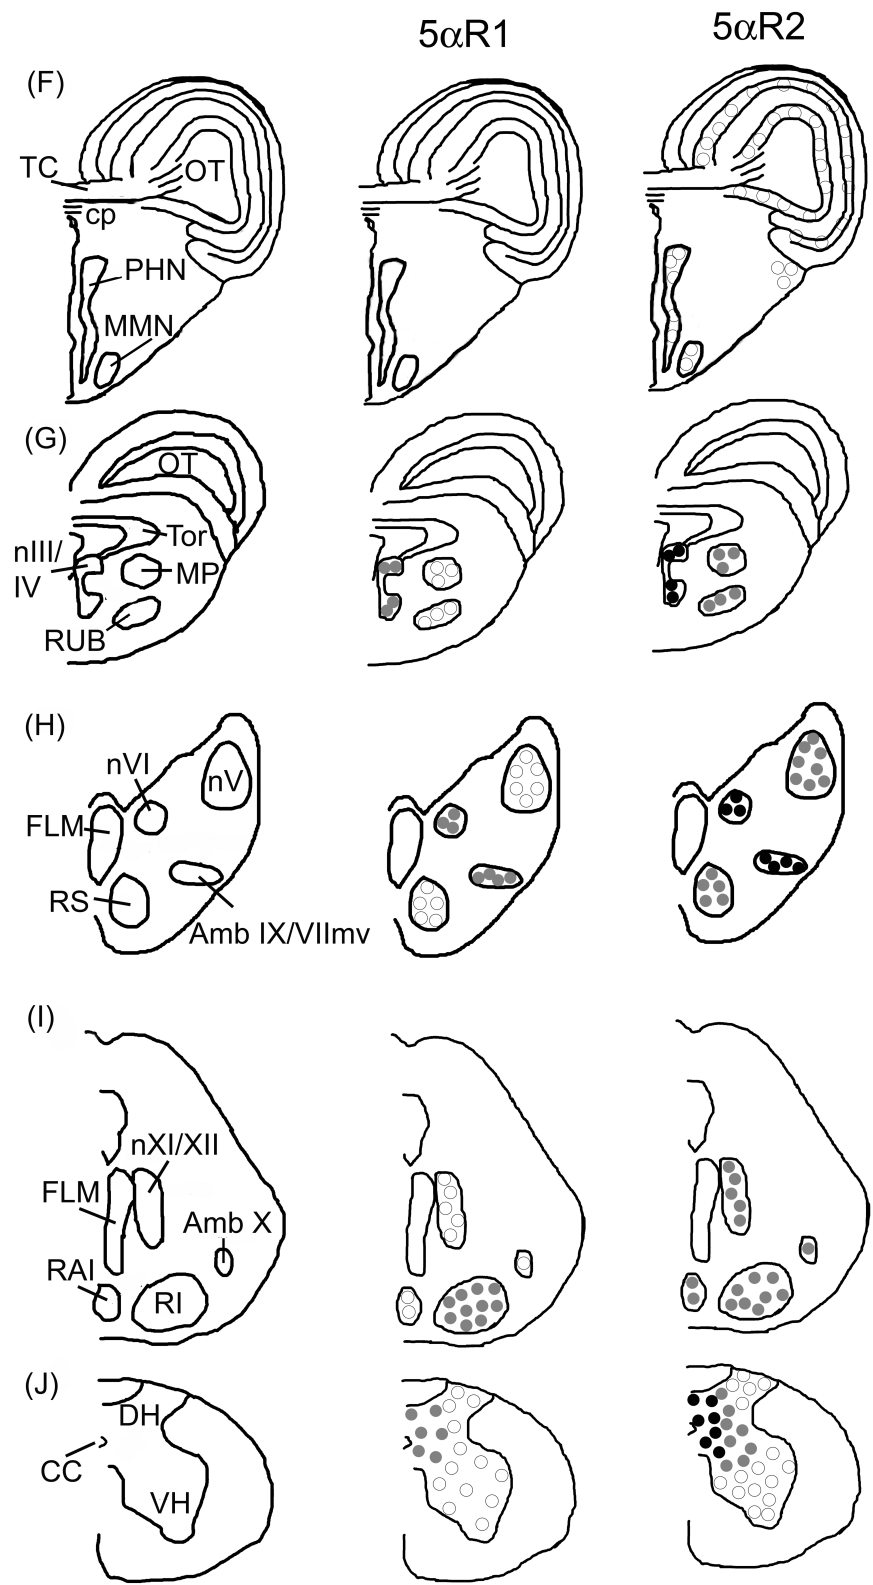 5αR1
5αR2
(F)
TC
OT
cp
PHN
MMN
(G)
OT
nIII/
IV
Tor
MP
RUB
(H)
nVI
nV
FLM
RS
Amb IX/VIImv
(I)
nXI/XII
FLM
Amb X
RAI
RI
(J)
DH
CC
VH